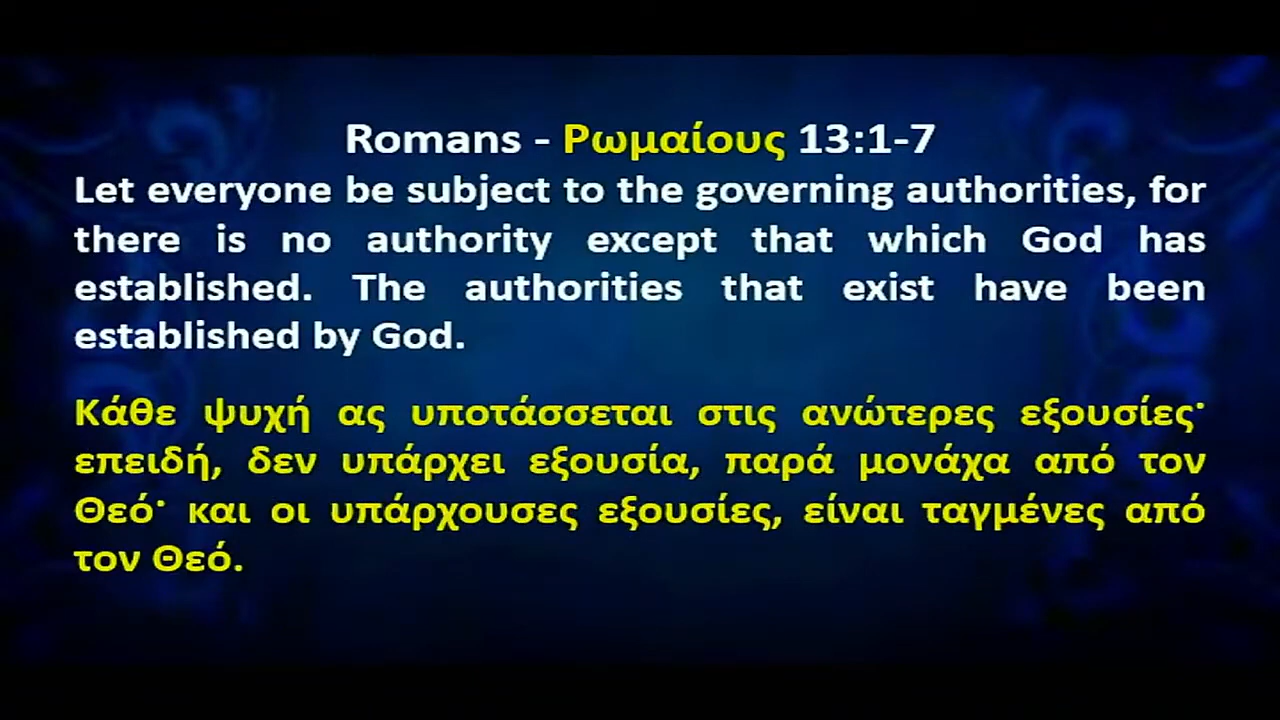 Romans - Ρωμαίους 13:1-7
Let everyone be subject to the governing authorities, for
there is no authority except that which God has
established. The authorities that exist have been
established by God.
Κάθε ψυχή ας υποτάσσεται στις ανώτερες εξουσίες·
επειδή, δεν υπάρχει εξουσία, παρά μονάχα από τον
Θεό· και οι υπάρχουσες εξουσίες, είναι ταγμένες από
τον Θεό.